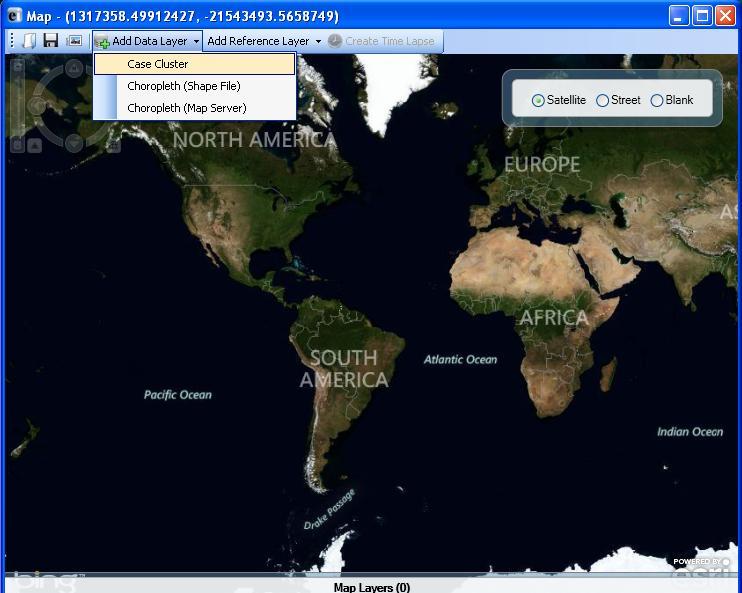 Map - (1317358.49912427, -21543493.5658749)
Add Data Layer Add Reference Layer Create Time Lapse
Case Cluster
Choropleth (Shape File)
Choropleth (Map Server)
Satellite Street Blank
NORTH AMERICA
EUROPE
AS
AFRICA
SOUTH
AMERICA
Atlantic Ocean
Pacific Ocean
Indian Ocean
Drake Passage
POWERED BY
esri
bing
Map Layers (0)